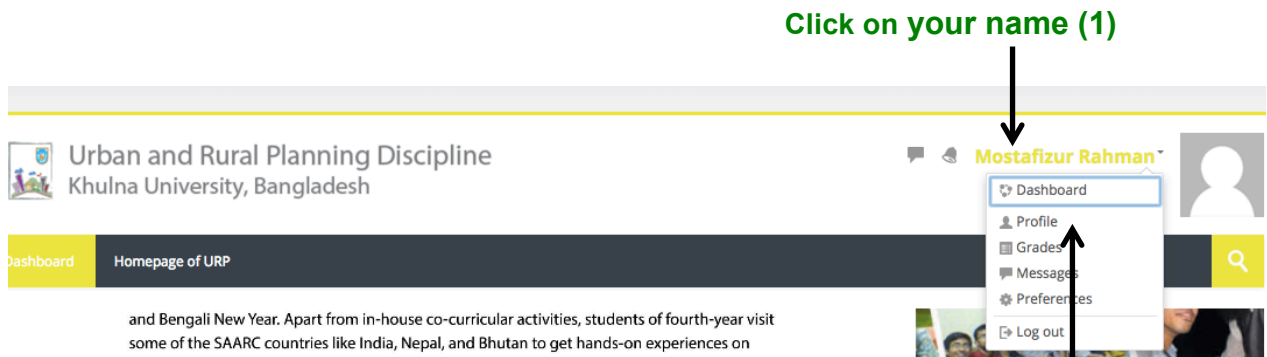 Click on your name (1)
Urban and Rural Planning Discipline
Khulna University, Bangladesh
Mostafizur Rahman
Dashboard
Profile
Grades
Messages
Preferences
Log out
Dashboard Homepage of URP
and Bengali New Year. Apart from in-house co-curricular activities, students of fourth-year visit
some of the SAARC countries like India, Nepal, and Bhutan to get hands-on experiences on